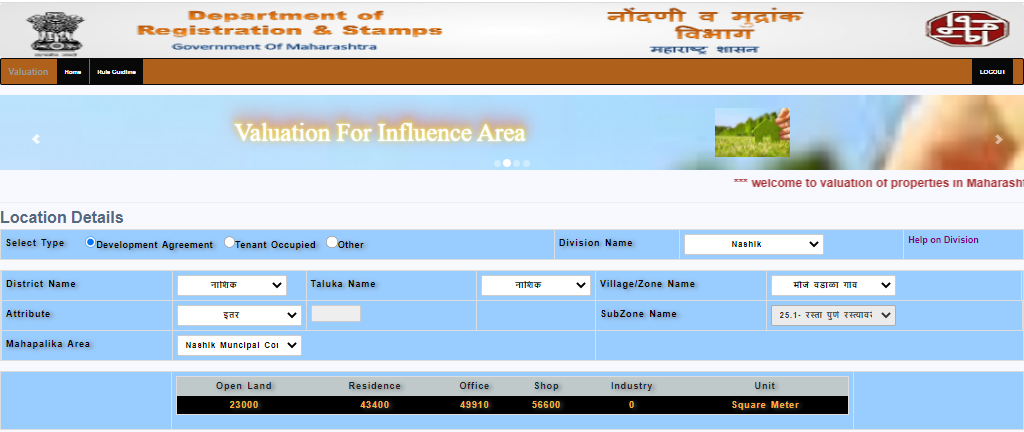 Department of
Registration & Stamps
Government Of Maharashtra
नोंदणी व मुद्रांक
विभाग
महाराष्ट्र शासन
Valuation Home Rule Guidline LOGOUT
Valuation For Influence Area
*** welcome to valuation of properties in Maharasht
Location Details
Select Type Development Agreement Tenant Occupied Other Division Name Nashik Help on Division
District Name नाशिक Taluka Name नाशिक Village/Zone Name मौजे वडाळा गाव
Attribute इतर SubZone Name 25.1- रस्ता पुणे रस्त्यावर
Mahapalika Area Nashik Muncipal Cor
Open Land Residence Office Shop Industry Unit
23000 43400 49910 56600 0 Square Meter